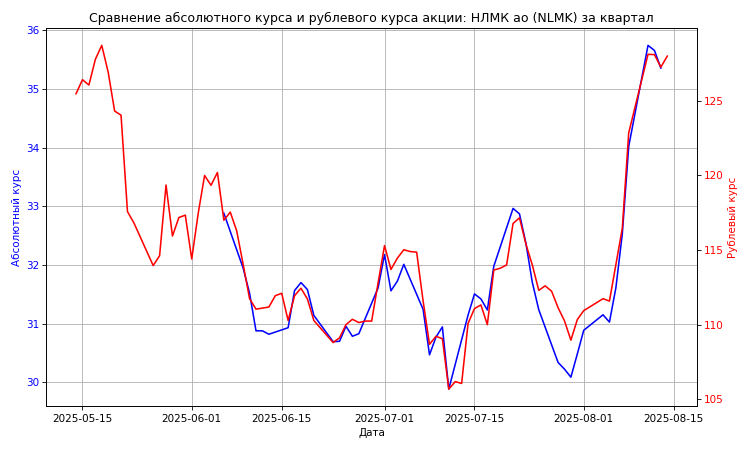 Сравнение абсолютного курса и рублевого курса акции: НЛМК ао (NLMK) за квартал
36
35
34
33
32
31
30
Абсолютный курс
125
120
115
110
105
Рублевый курс
2025-05-15 2025-06-01 2025-06-15 2025-07-01 2025-07-15 2025-08-01 2025-08-15
Дата